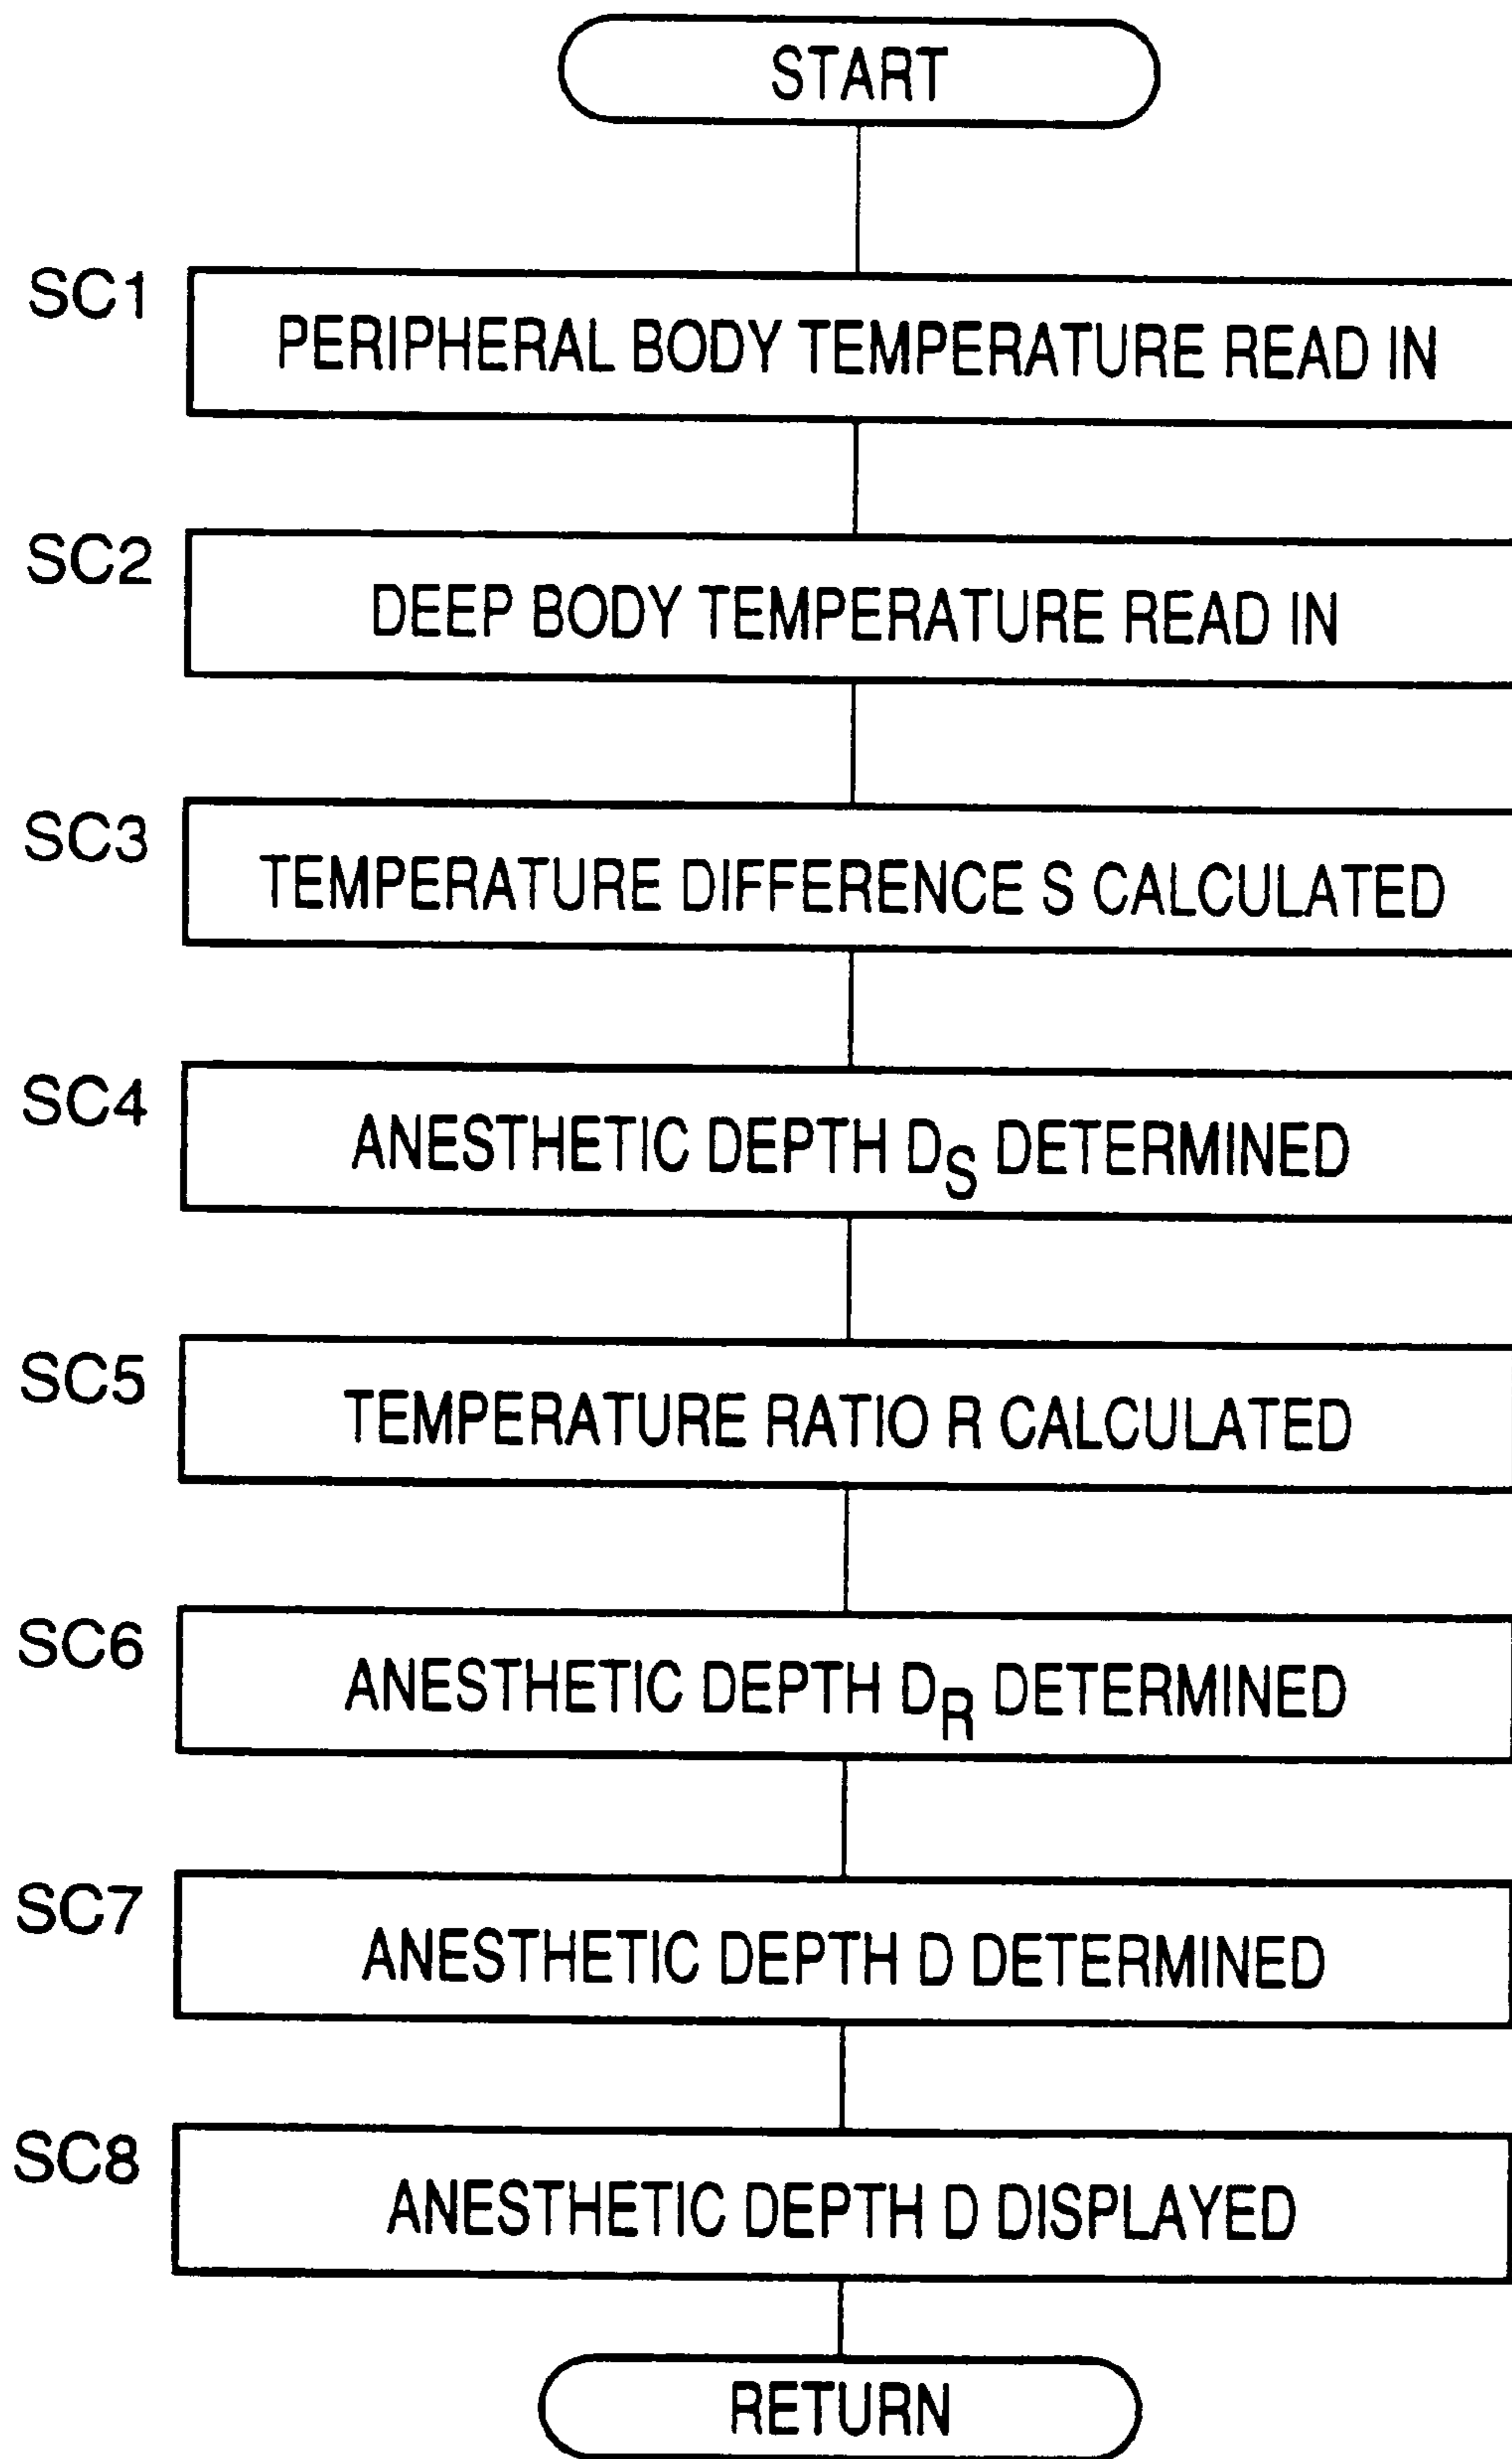 START
SC1
PERIPHERAL BODY TEMPERATURE READ IN
SC2
DEEP BODY TEMPERATURE READ IN
SC3
TEMPERATURE DIFFERENCE S CALCULATED
SC4
ANESTHETIC DEPTH DS DETERMINED
SC5
TEMPERATURE RATIO R CALCULATED
SC6
ANESTHETIC DEPTH DR DETERMINED
SC7
ANESTHETIC DEPTH D DETERMINED
SC8
ANESTHETIC DEPTH D DISPLAYED
RETURN